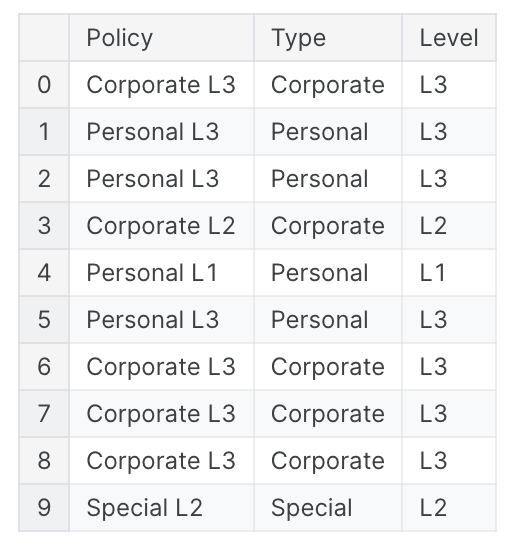 Policy Type Level
0 Corporate L3 Corporate L3
1 Personal L3 Personal L3
2 Personal L3 Personal L3
3 Corporate L2 Corporate L2
4 Personal L1 Personal L1
5 Personal L3 Personal L3
6 Corporate L3 Corporate L3
7 Corporate L3 Corporate L3
8 Corporate L3 Corporate L3
9 Special L2 Special L2